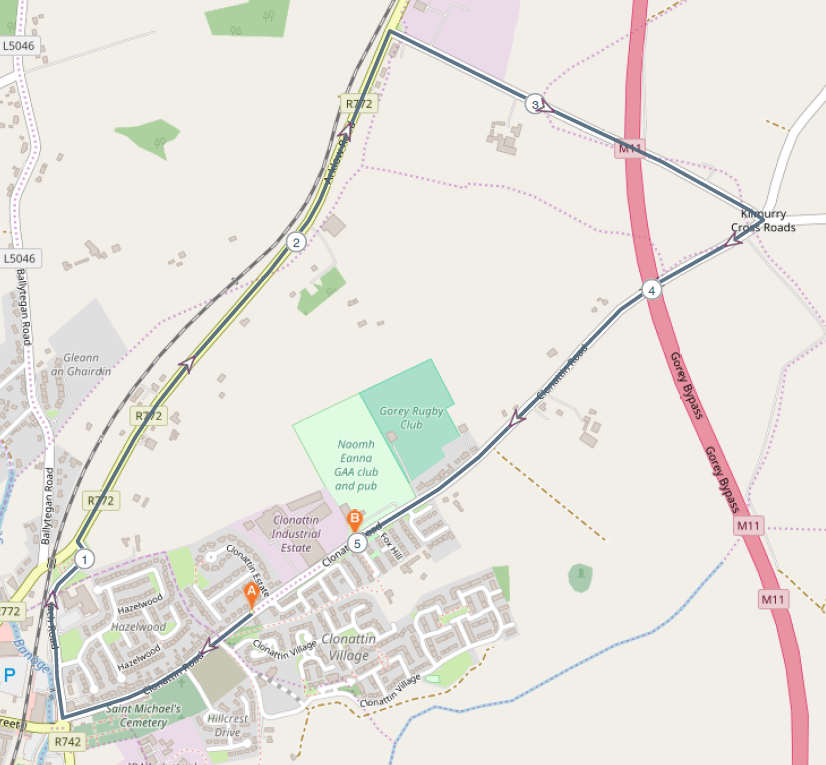 L5046
R772
3
M11
Kilmurry
Cross Roads
2
L5046
Ballytegan Road
4
Gleann
an Ghairdín
Clonattin Road
Gorey Bypass
Gorey Rugby
Club
R772
Naomh
Eanna
GAA club
and pub
Gorey Bypass
Ballytegan Road
R772
Clonattin
Industrial
Estate
B
M11
5
Fox Hill
1
Clonattin Estate
A
M11
Hazelwood
Hazelwood
Clonattin Village
Clonattin
Village
Hazelwood
P
Clonattin Road
Clonattin Village
Saint Michael's
Cemetery
Hillcrest
Drive
R742